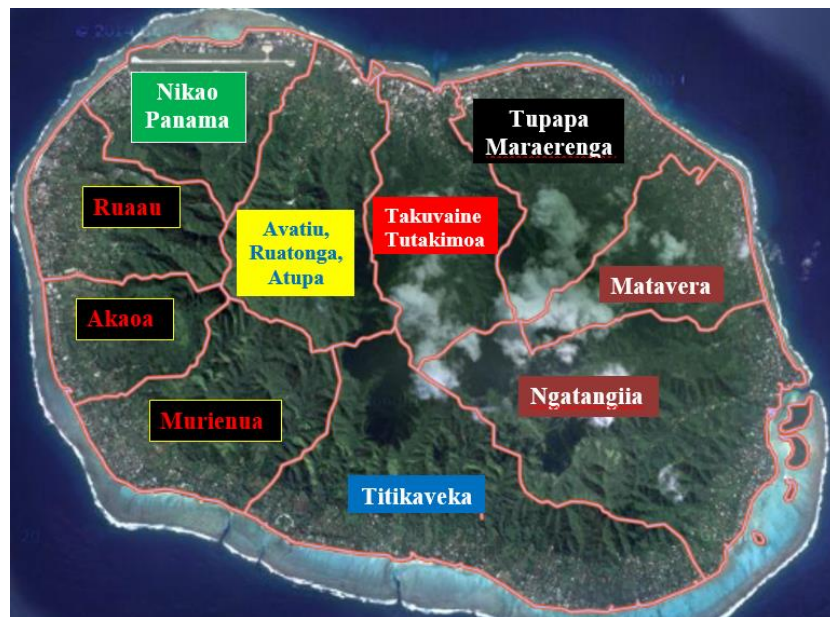 Nikao
Panama
Tupapa
Maraerenga
Ruaau
Avatiu,
Ruatonga,
Atupa
Takuvaine
Tutakimoa
Matavera
Akaoa
Ngatangiia
Murienua
Titikaveka